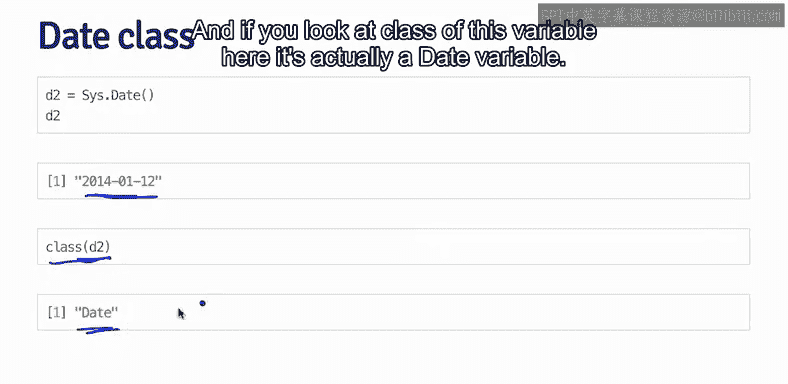 Date class
And if you look at class of this variable
here it's actually a Date variable.
d2 = Sys.Date()
d2
[1] "2014-01-12"
class(d2)
[1] "Date"